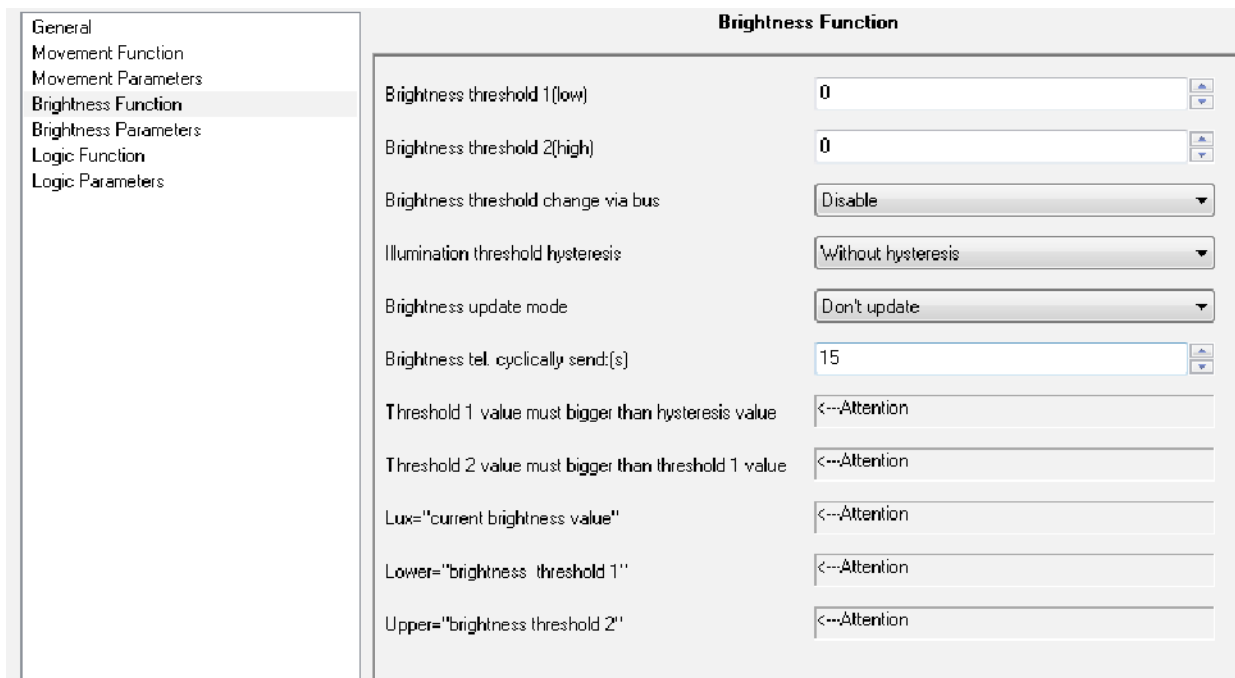 General
Movement Function
Movement Parameters
Brightness Function
Brightness Parameters
Logic Function
Logic Parameters
Brightness Function
Brightness threshold 1(low) 0
Brightness threshold 2(high) 0
Brightness threshold change via bus Disable
Illumination threshold hysteresis Without hysteresis
Brightness update mode Don't update
Brightness tel. cyclically send:(s) 15
Threshold 1 value must bigger than hysteresis value <---Attention
Threshold 2 value must bigger than threshold 1 value <---Attention
Lux="current brightness value" <---Attention
Lower="brightness  threshold 1" <---Attention
Upper="brightness threshold 2" <---Attention